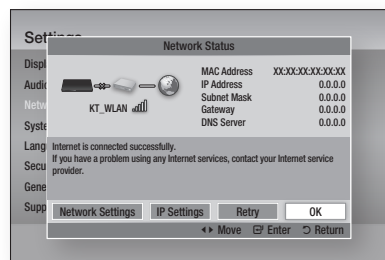 Settings
Network Status
Displ
Audio
Netw
Syste
Lang
Secu
Gene
Supp
KT_WLAN
MAC Address XX:XX:XX:XX:XX:XX
IP Address 0.0.0.0
Subnet Mask 0.0.0.0
Gateway 0.0.0.0
DNS Server 0.0.0.0
Internet is connected successfully.
If you have a problem using any Internet services, contact your Internet service
provider.
Network Settings IP Settings Retry OK
Move Enter Return